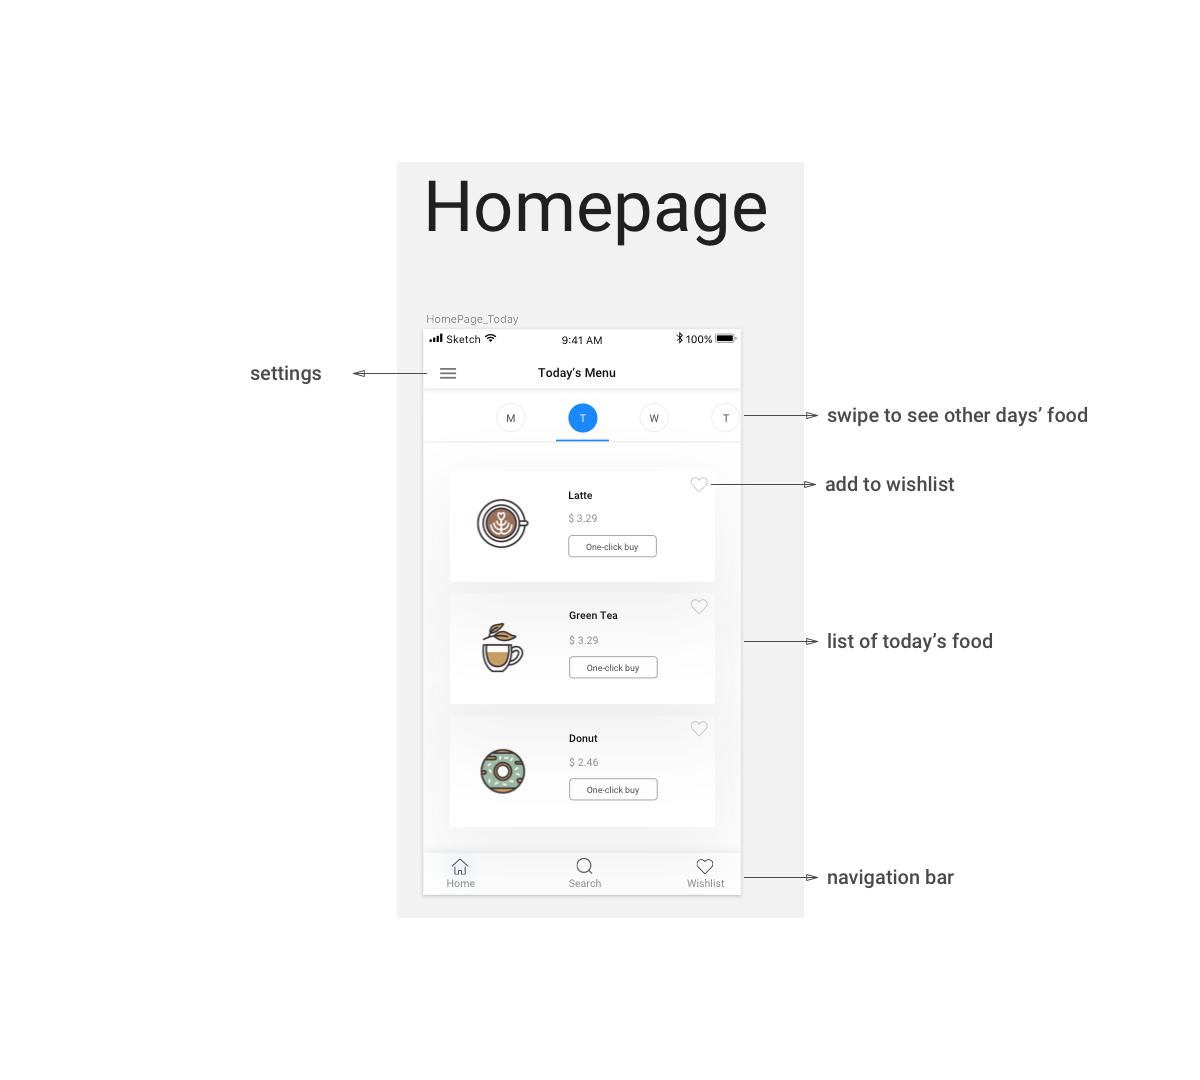 Homepage
HomePage_Today
Sketch 9:41 AM 100%
settings
Today’s Menu
M T W T
swipe to see other days’ food
add to wishlist
Latte
$ 3.29
One-click buy
Green Tea
$ 3.29
One-click buy
list of today’s food
Donut
$ 2.46
One-click buy
Home Search Wishlist
navigation bar